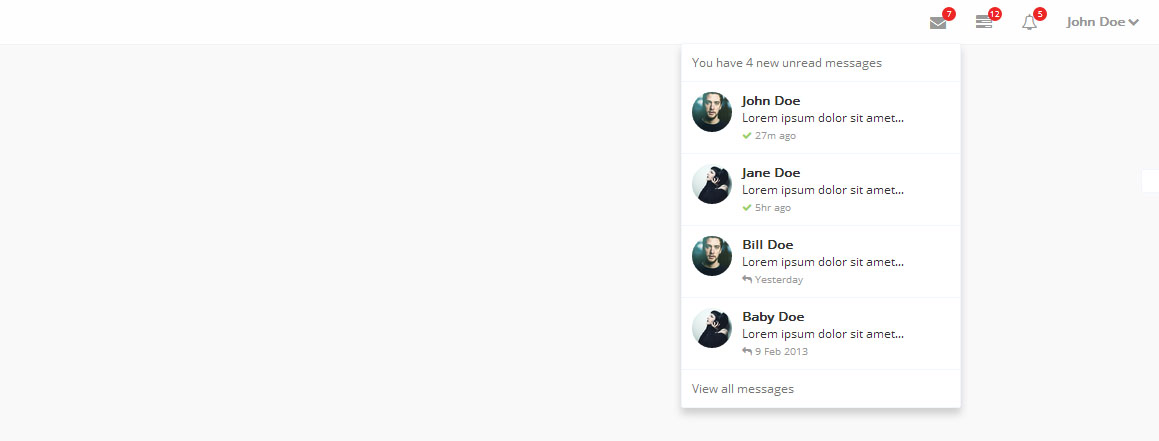 7
12
5
John Doe
You have 4 new unread messages
John Doe
Lorem ipsum dolor sit amet...
27m ago
Jane Doe
Lorem ipsum dolor sit amet...
5hr ago
Bill Doe
Lorem ipsum dolor sit amet...
Yesterday
Baby Doe
Lorem ipsum dolor sit amet...
9 Feb 2013
View all messages